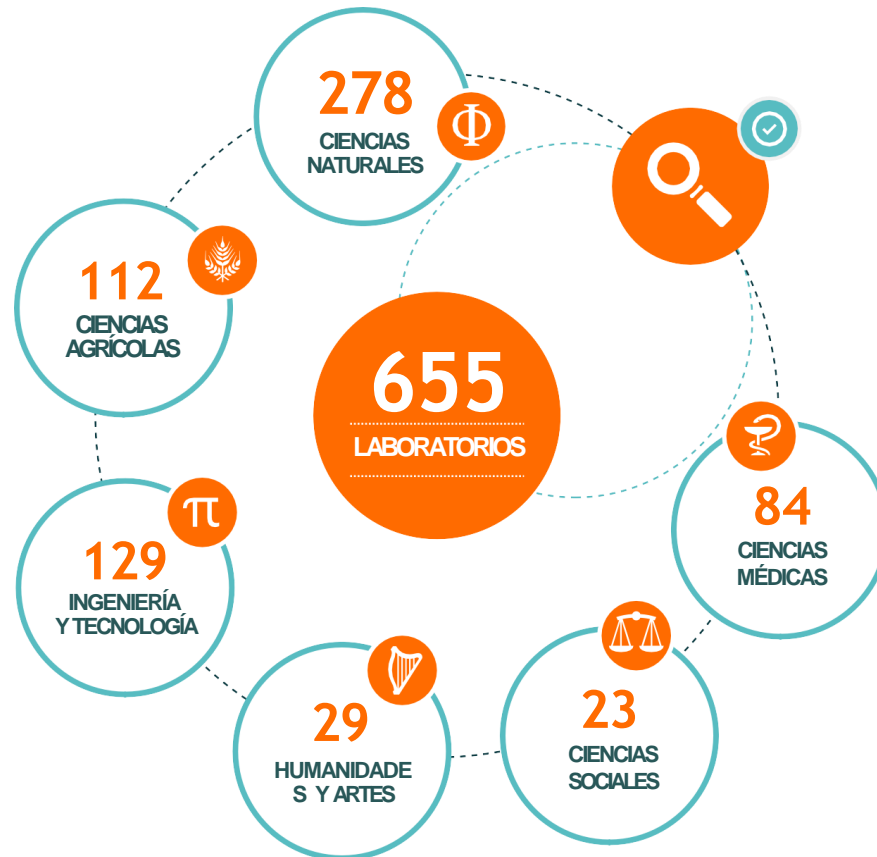 278
CIENCIAS
NATURALES
Φ
112
CIENCIAS
AGRÍCOLAS
655
LABORATORIOS
84
CIENCIAS
MÉDICAS
π
129
INGENIERÍA
Y TECNOLOGÍA
29
HUMANIDADE
S Y ARTES
23
CIENCIAS
SOCIALES